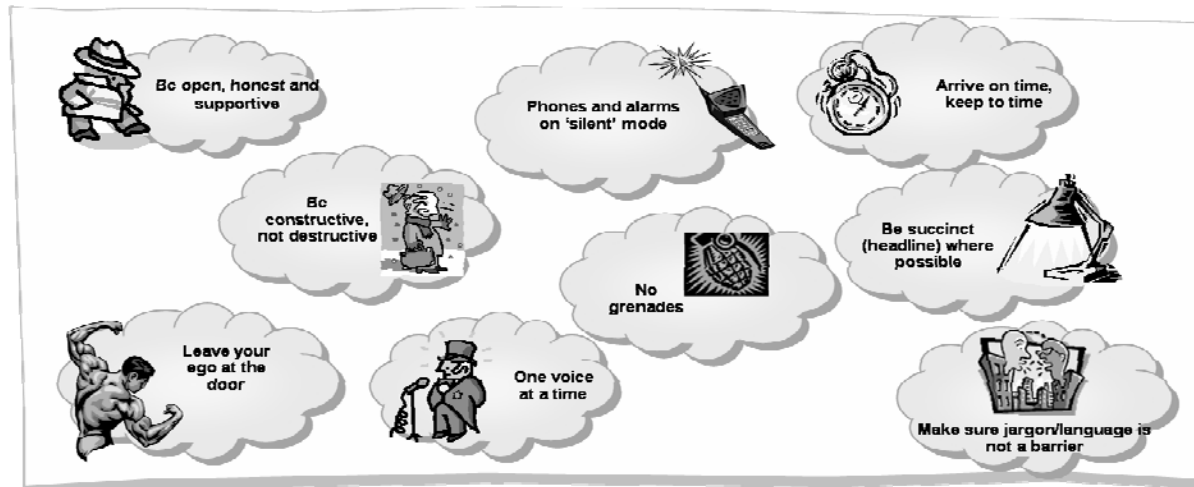 Be open, honest and
supportive
Phones and alarms
on ‘silent’ mode
Arrive on time,
keep to time
Be
constructive,
not destructive
No
grenades
Be succinct
(headline) where
possible
Leave your
ego at the
door
One voice
at a time
Make sure jargon/language is
not a barrier